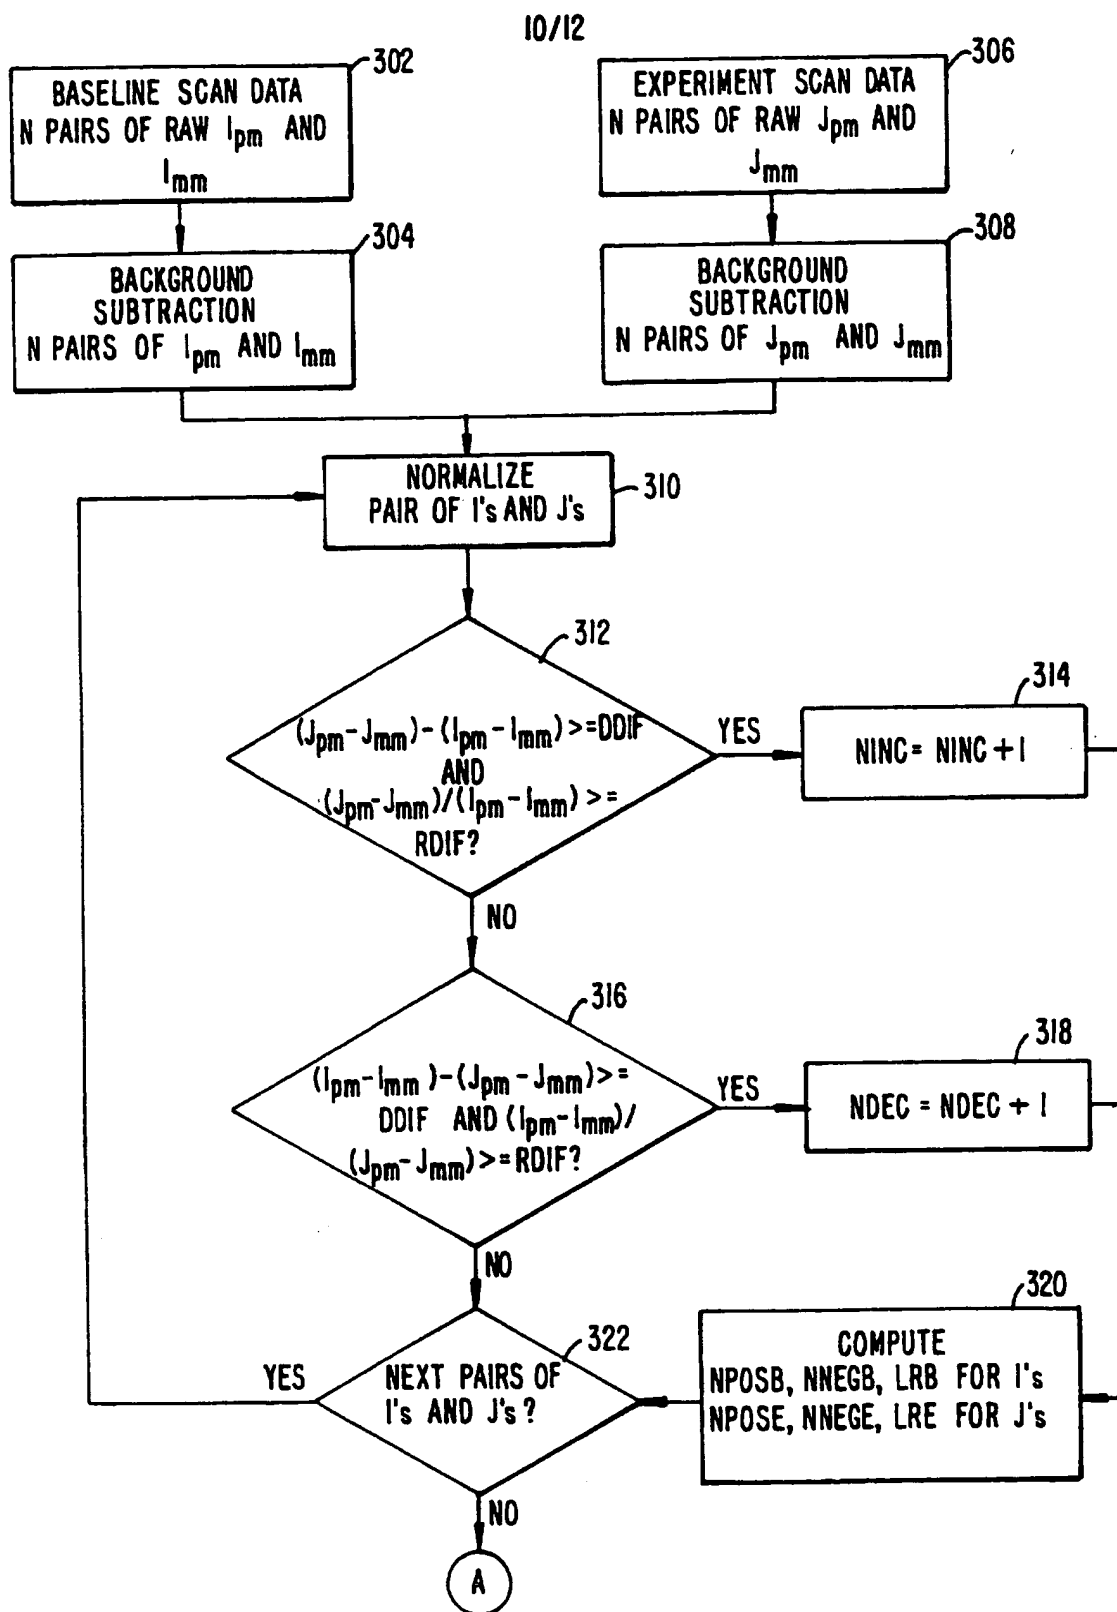 10/12
302
BASELINE SCAN DATA
N PAIRS OF RAW Ipm AND
Imm
306
EXPERIMENT SCAN DATA
N PAIRS OF RAW Jpm AND
Jmm
304
BACKGROUND
SUBTRACTION
N PAIRS OF Ipm AND Imm
308
BACKGROUND
SUBTRACTION
N PAIRS OF Jpm AND Jmm
NORMALIZE
PAIR OF I's AND J's
310
312
(Jpm-Jmm)-(Ipm-Imm)>=DDIF
AND
(Jpm-Jmm)/(Ipm-Imm)>=
RDIF?
YES
314
NINC= NINC+1
NO
316
(Ipm-Imm)-(Jpm-Jmm)>=
DDIF AND (Ipm-Imm)/
(Jpm-Jmm)>=RDIF?
YES
318
NDEC = NDEC + 1
NO
322
NEXT PAIRS OF
I's AND J's?
YES
320
COMPUTE
NPOSB, NNEGB, LRB FOR I's
NPOSE, NNEGE, LRE FOR J's
NO
A